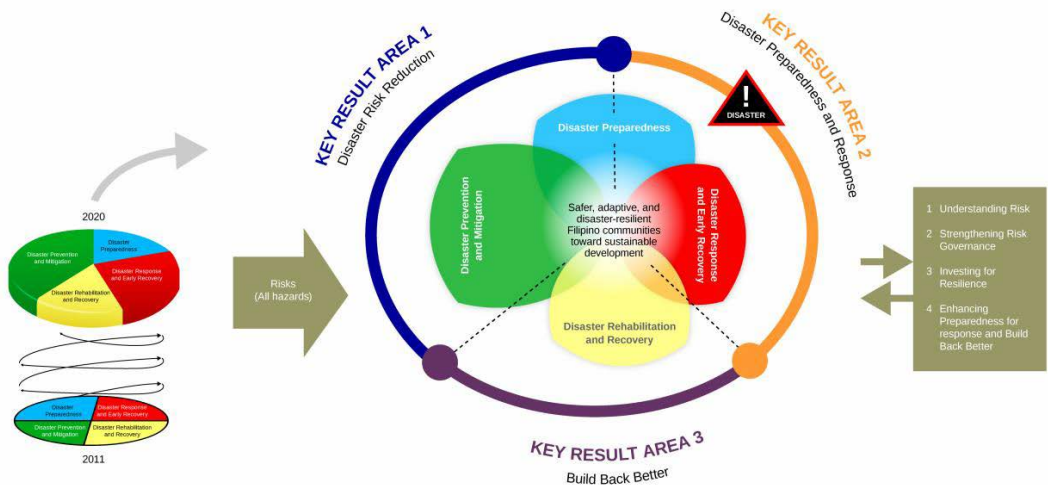 KEY RESULT AREA 1
Disaster Risk Reduction
KEY RESULT AREA 2
Disaster Preparedness and Response
!
DISASTER
Disaster Preparedness
Disaster Prevention
and Mitigation
Disaster Response
and Early Recovery
Safer, adaptive, and
disaster-resilient
Filipino communities
toward sustainable
development
Disaster Rehabilitation
and Recovery
KEY RESULT AREA 3
Build Back Better
2020
Disaster
Preparedness
Disaster Prevention
and Mitigation
Disaster Response
and Early Recovery
Disaster Rehabilitation
and Recovery
Disaster
Preparedness
Disaster Response
and Early Recovery
Disaster Prevention
and Mitigation
Disaster Rehabilitation
and Recovery
2011
Risks
(All hazards)
1 Understanding Risk
2 Strengthening Risk
Governance
3 Investing for
Resilience
4 Enhancing
Preparedness for
response and Build
Back Better